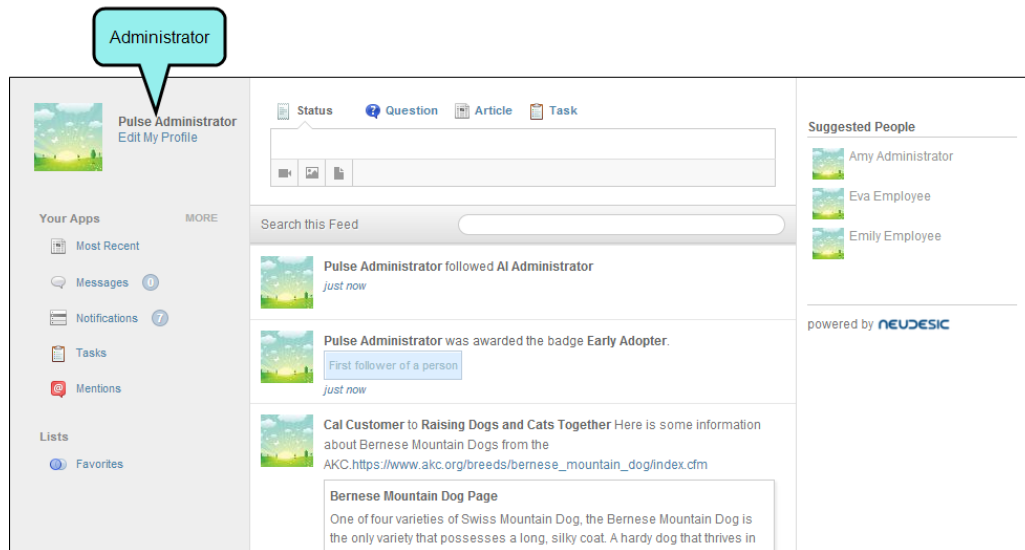 Administrator
Pulse Administrator
Edit My Profile
Your Apps MORE
Most Recent
Messages 0
Notifications 7
Tasks
@ Mentions
Lists
Favorites
Status ? Question Article Task
Search this Feed
Pulse Administrator followed Al Administrator
just now
Pulse Administrator was awarded the badge Early Adopter.
First follower of a person
just now
Cal Customer to Raising Dogs and Cats Together Here is some information
about Bernese Mountain Dogs from the
AKC.https://www.akc.org/breeds/bernese_mountain_dog/index.cfm
Bernese Mountain Dog Page
One of four varieties of Swiss Mountain Dog, the Bernese Mountain Dog is
the only variety that possesses a long, silky coat. A hardy dog that thrives in
Suggested People
Amy Administrator
Eva Employee
Emily Employee
powered by NEUDESIC